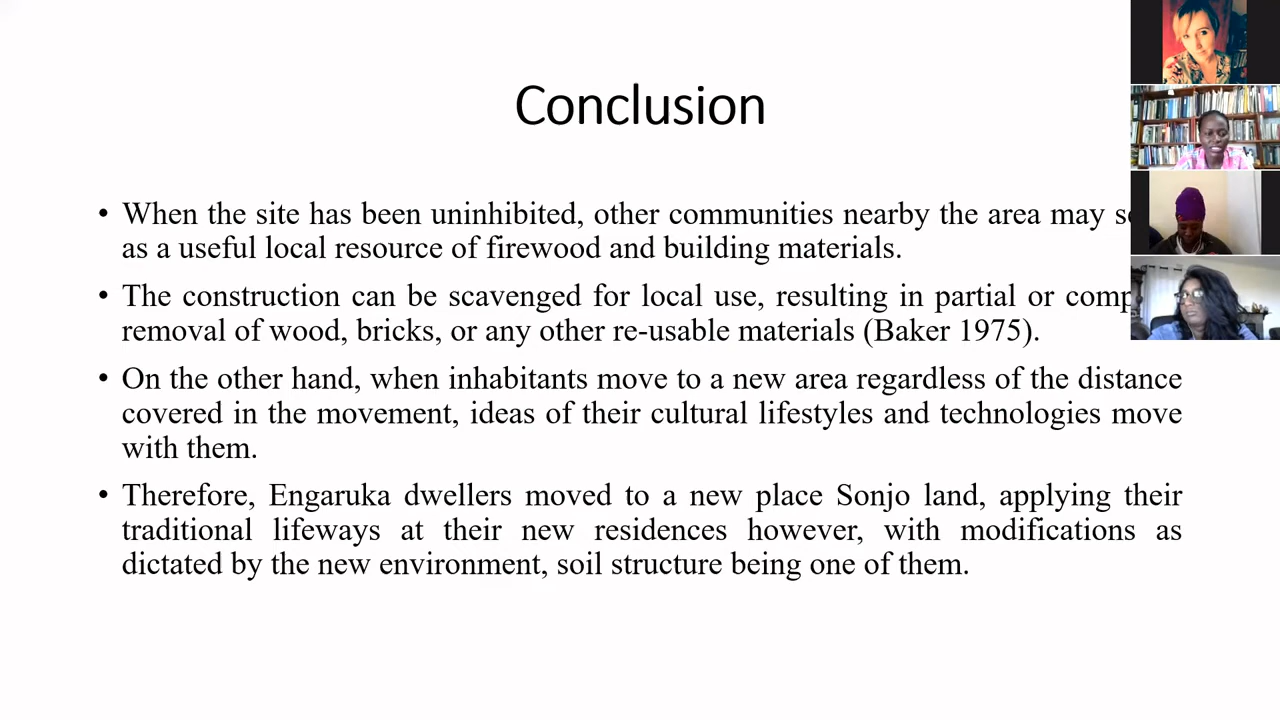 Conclusion
• When the site has been uninhibited, other communities nearby the area may
as a useful local resource of firewood and building materials.
• The construction can be scavenged for local use, resulting in partial or
removal of wood, bricks, or any other re-usable materials (Baker 1975).
• On the other hand, when inhabitants move to a new area regardless of the distance
covered in the movement, ideas of their cultural lifestyles and technologies move
with them.
• Therefore, Engaruka dwellers moved to a new place Sonjo land, applying their
traditional lifeways at their new residences however, with modifications as
dictated by the new environment, soil structure being one of them.